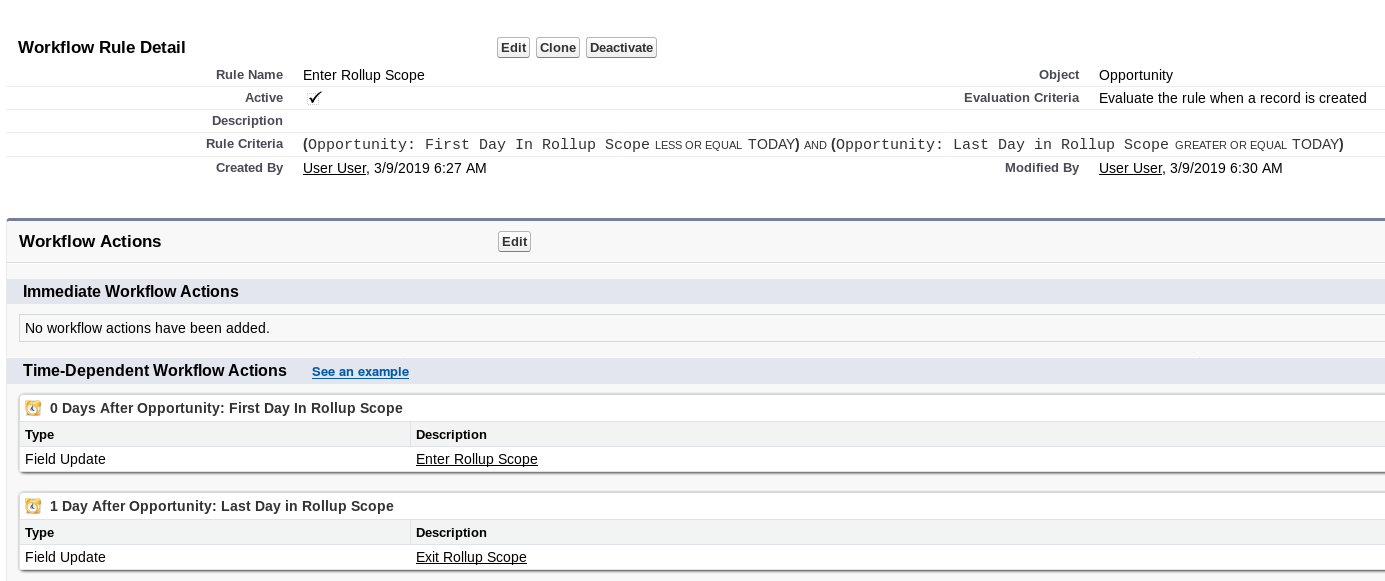 Workflow Rule Detail Edit Clone Deactivate
Rule Name Enter Rollup Scope Object Opportunity
Active Evaluation Criteria Evaluate the rule when a record is created
Description
Rule Criteria (Opportunity: First Day In Rollup Scope LESS OR EQUAL TODAY) AND (Opportunity: Last Day in Rollup Scope GREATER OR EQUAL TODAY)
Created By User User, 3/9/2019 6:27 AM Modified By User User, 3/9/2019 6:30 AM
Workflow Actions Edit
Immediate Workflow Actions
No workflow actions have been added.
Time-Dependent Workflow Actions See an example
0 Days After Opportunity: First Day In Rollup Scope
Type Description
Field Update Enter Rollup Scope
1 Day After Opportunity: Last Day in Rollup Scope
Type Description
Field Update Exit Rollup Scope